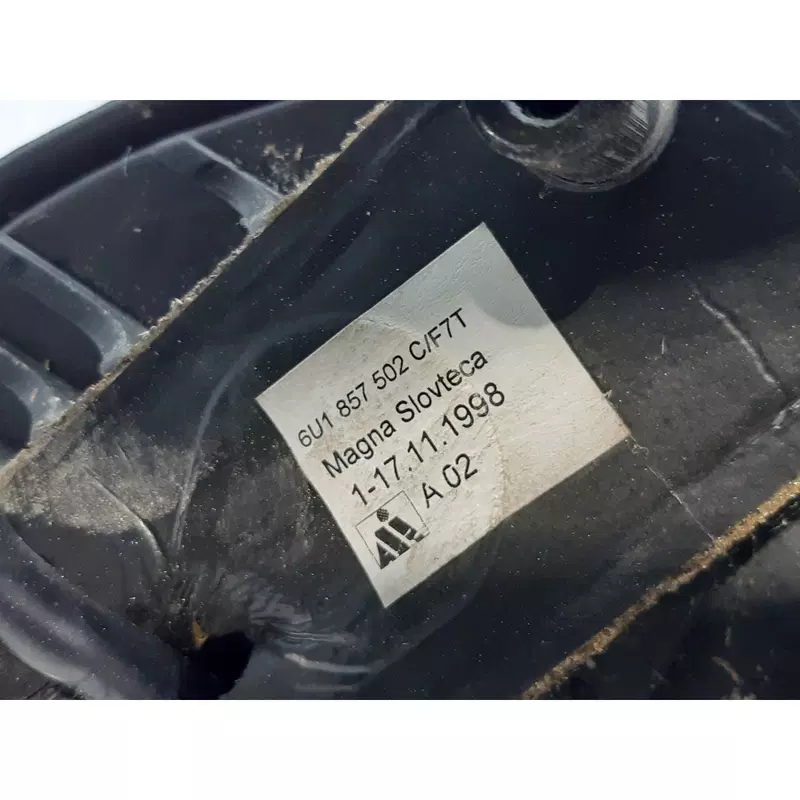 6U1 857 502 C/F7T
Magna Slovteca
1-17.11.1998
A 02